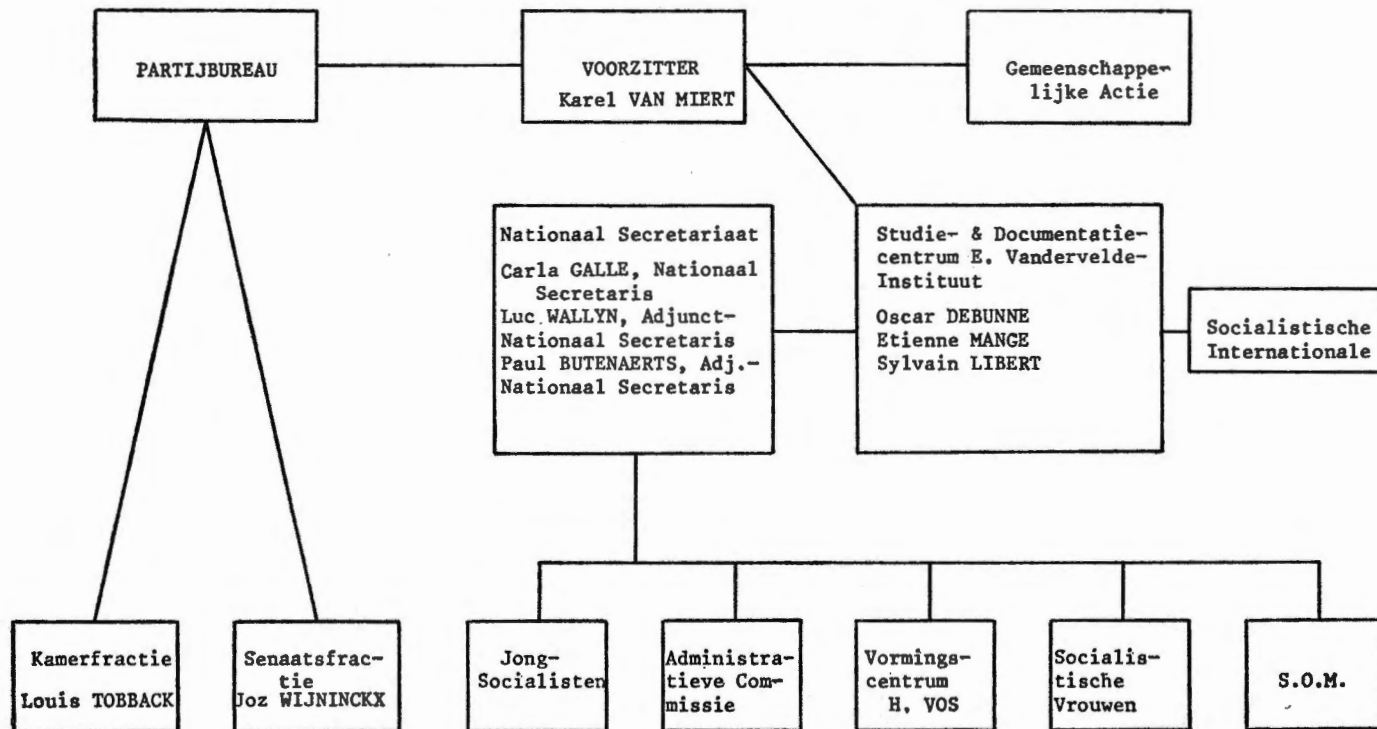 PARTIJBUREAU
VOORZITTER
Karel VAN MIERT
Gemeenschappe-
lijke Actie
Nationaal Secretariaat
Carla GALLE, Nationaal
Secretaris
Luc WALLYN, Adjunct-
Nationaal Secretaris
Paul BUTENAERTS, Adj.-
Nationaal Secretaris
Studie- & Documentatie-
centrum E. Vandervelde-
Instituut
Oscar DEBUNNE
Etienne MANGE
Sylvain LIBERT
Socialistische
Internationale
Kamerfractie
Louis TOBBACK
Senaatsfrac-
tie
Joz WIJNINCKX
Jong-
Socialisten
Administra-
tieve Com-
missie
Vormings-
centrum
H. VOS
Socialis-
tische
Vrouwen
S.O.M.